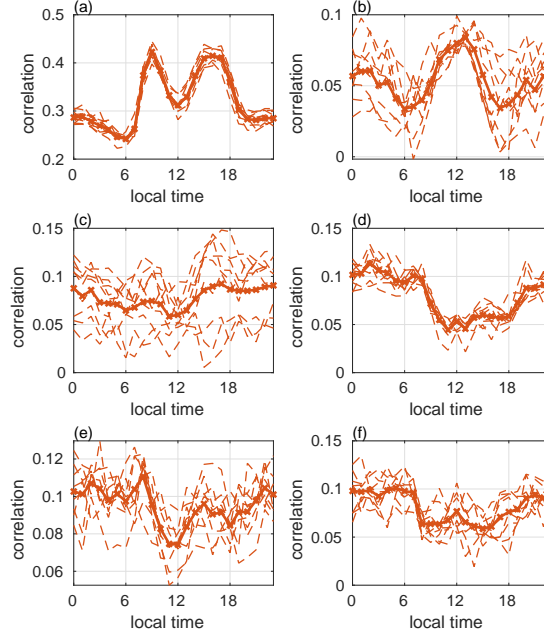 (a)
0.5
0.4
0.3
0.2
correlation
0
6
12
18
local time
(b)
0.1
0.05
0
correlation
0
6
12
18
local time
(c)
0.15
0.1
0.05
0
correlation
0
6
12
18
local time
(d)
0.15
0.1
0.05
0
correlation
0
6
12
18
local time
(e)
0.12
0.1
0.08
0.06
correlation
0
6
12
18
local time
(f)
0.15
0.1
0.05
0
correlation
0
6
12
18
local time